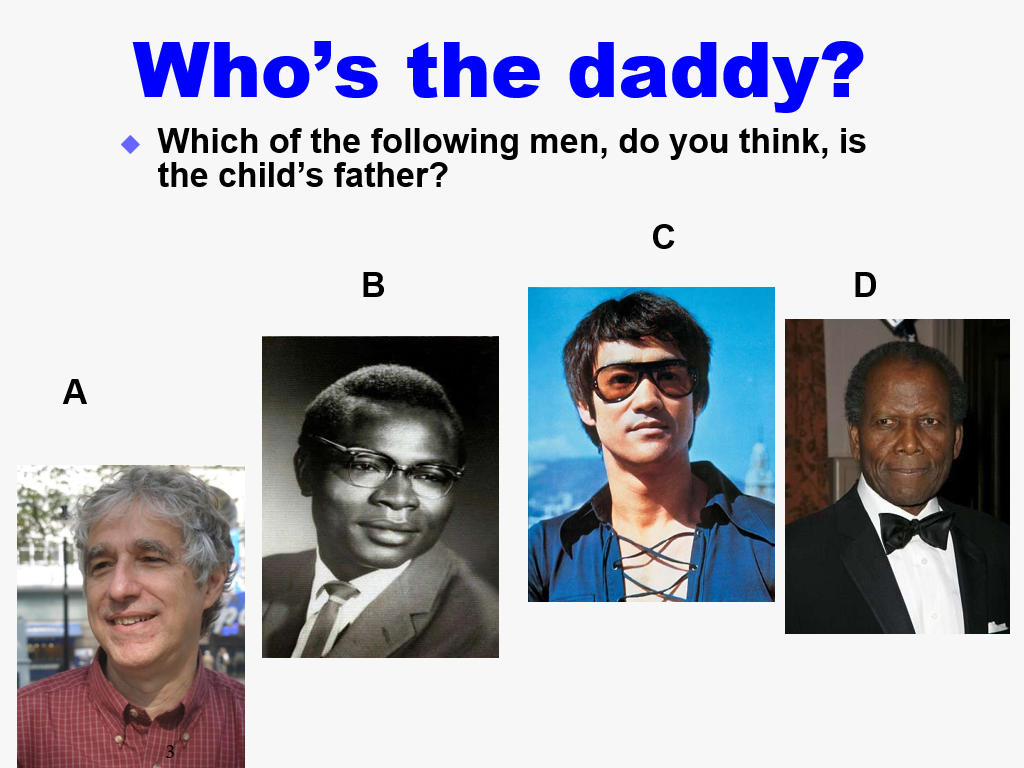 Who’s the daddy?
Which of the following men, do you think, is
the child’s father?
C
B
D
A
3